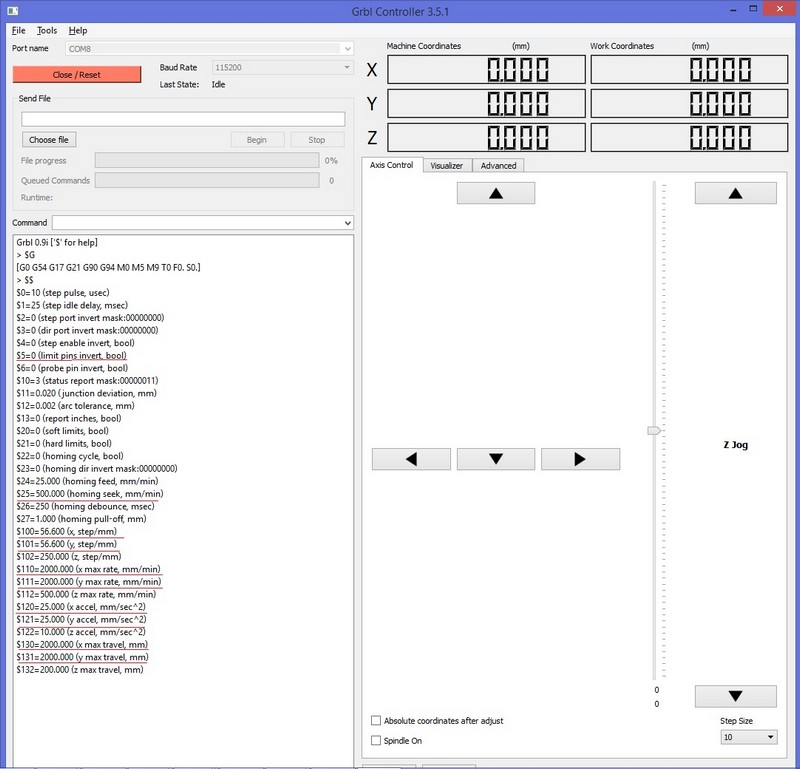 Grbl Controller 3.5.1
File Tools Help
Port name COM8
Close / Reset
Baud Rate 115200
Last State: Idle
Send File
Choose file Begin Stop
File progress 0%
Queued Commands 0
Runtime:
Command
Grbl 0.9i ['$' for help]
> $G
[G0 G54 G17 G21 G90 G94 M0 M5 M9 T0 F0. S0.]
> $$
$0=10 (step pulse, usec)
$1=25 (step idle delay, msec)
$2=0 (step port invert mask:00000000)
$3=0 (dir port invert mask:00000000)
$4=0 (step enable invert, bool)
$5=0 (limit pins invert, bool)
$6=0 (probe pin invert, bool)
$10=3 (status report mask:00000011)
$11=0.020 (junction deviation, mm)
$12=0.002 (arc tolerance, mm)
$13=0 (report inches, bool)
$20=0 (soft limits, bool)
$21=0 (hard limits, bool)
$22=0 (homing cycle, bool)
$23=0 (homing dir invert mask:00000000)
$24=25.000 (homing feed, mm/min)
$25=500.000 (homing seek, mm/min)
$26=250 (homing debounce, msec)
$27=1.000 (homing pull-off, mm)
$100=56.600 (x, step/mm)
$101=56.600 (y, step/mm)
$102=250.000 (z, step/mm)
$110=2000.000 (x max rate, mm/min)
$111=2000.000 (y max rate, mm/min)
$112=500.000 (z max rate, mm/min)
$120=25.000 (x accel, mm/sec^2)
$121=25.000 (y accel, mm/sec^2)
$122=10.000 (z accel, mm/sec^2)
$130=2000.000 (x max travel, mm)
$131=2000.000 (y max travel, mm)
$132=200.000 (z max travel, mm)
Machine Coordinates (mm) Work Coordinates (mm)
X 0.000 0.000
Y 0.000 0.000
Z 0.000 0.000
Axis Control Visualizer Advanced
Z Jog
0
0
Absolute coordinates after adjust
Spindle On
Step Size
10